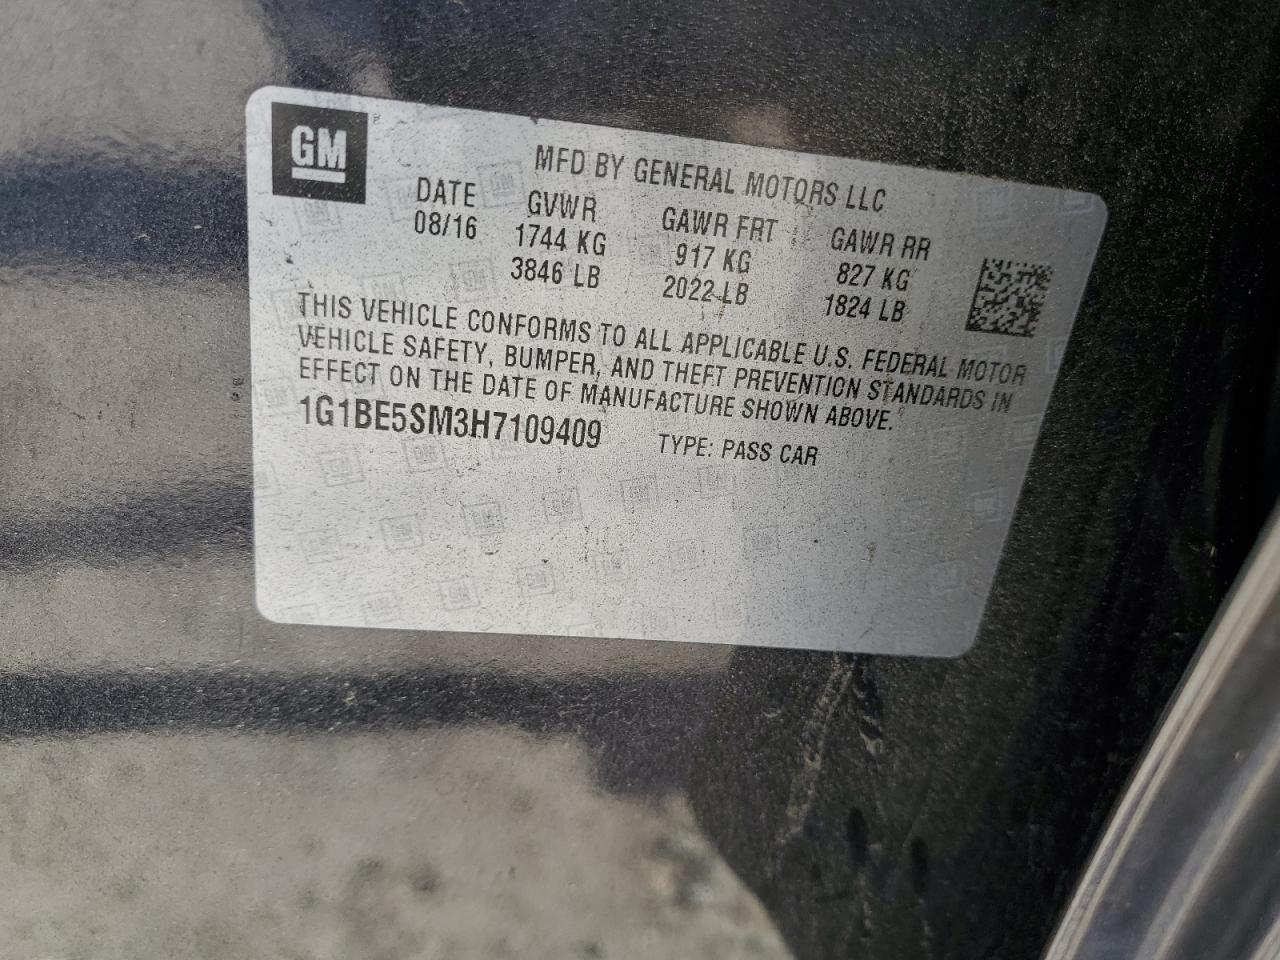 GM
MFD BY GENERAL MOTORS LLC
DATE GVWR GAWR FRT GAWR RR
08/16 1744 KG 917 KG 827 KG
3846 LB 2022 LB 1824 LB
THIS VEHICLE CONFORMS TO ALL APPLICABLE U.S. FEDERAL MOTOR
VEHICLE SAFETY, BUMPER, AND THEFT PREVENTION STANDARDS IN
EFFECT ON THE DATE OF MANUFACTURE SHOWN ABOVE.
1G1BE5SM3H7109409 TYPE: PASS CAR